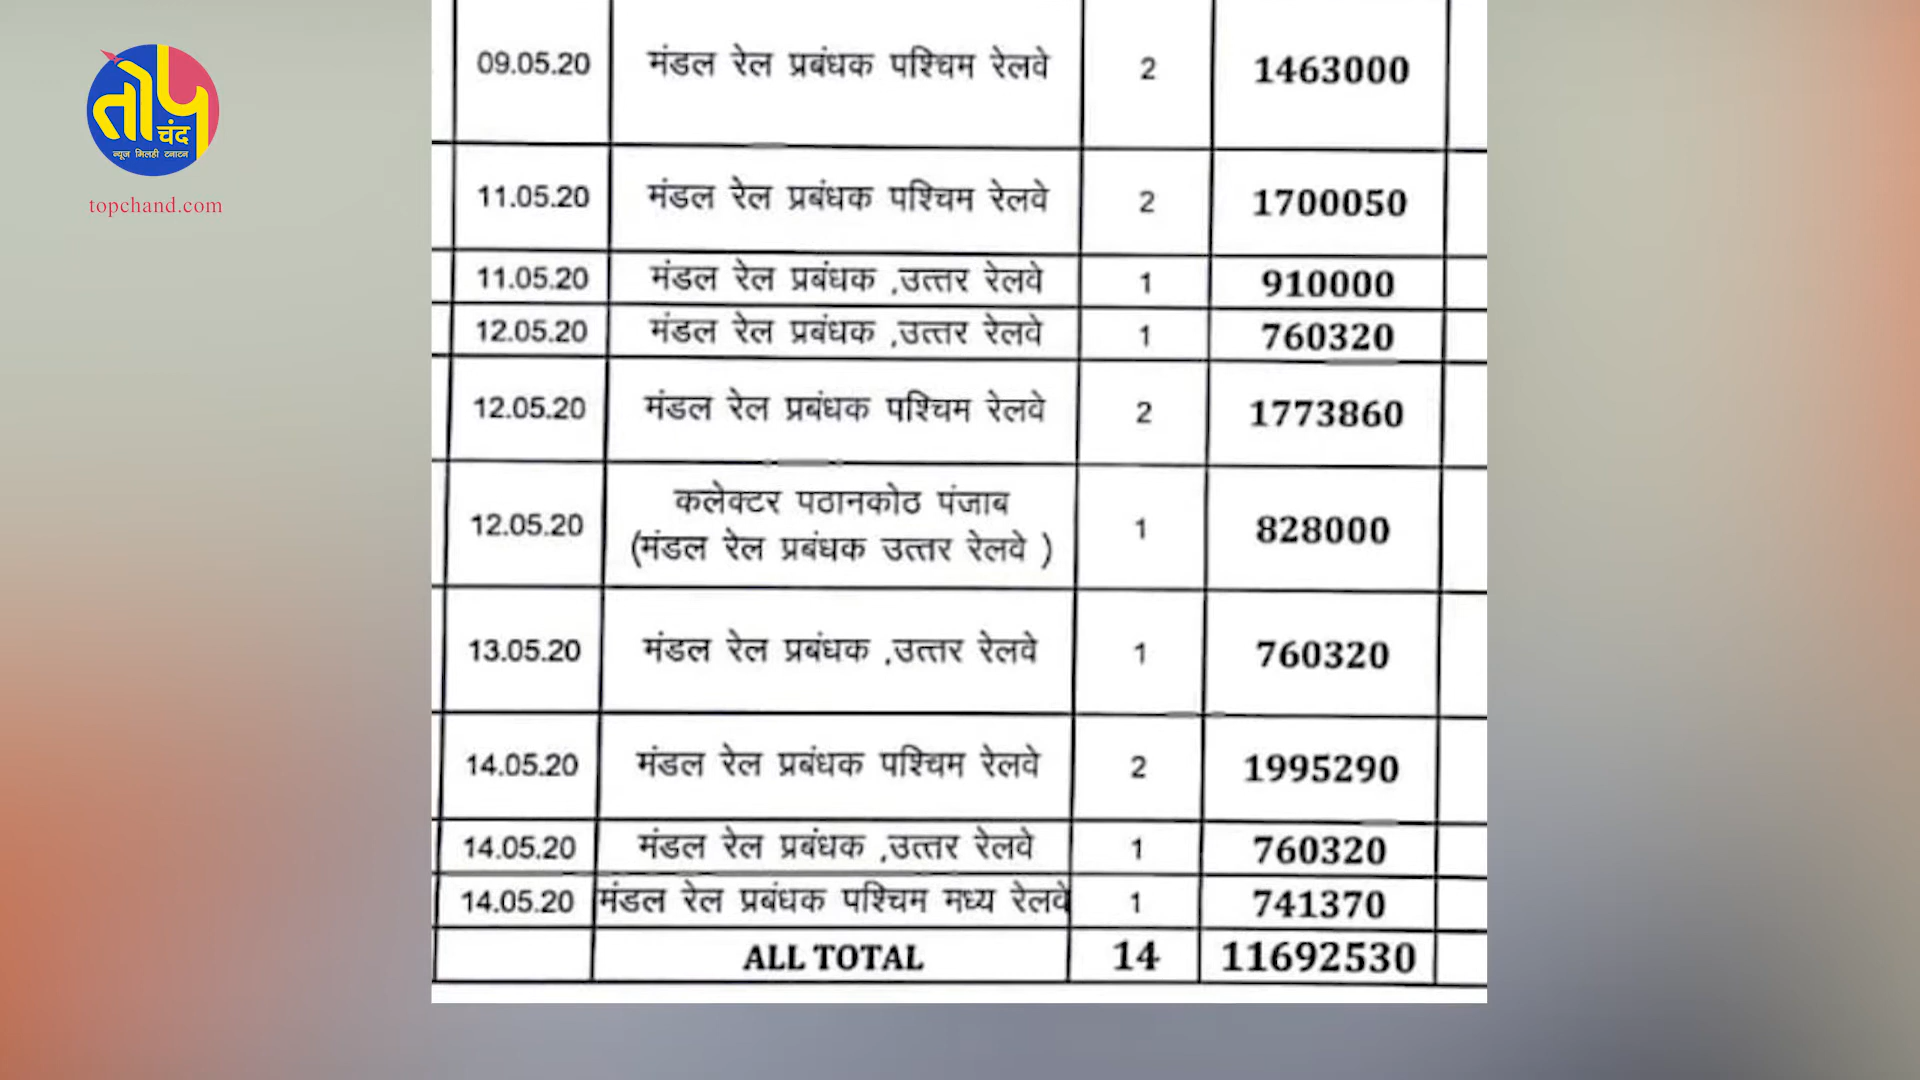 तोप
चंद
न्यूज मिलही टनाटन
topchand.com
09.05.20 मंडल रेल प्रबंधक पश्चिम रेलवे 2 1463000
11.05.20 मंडल रेल प्रबंधक पश्चिम रेलवे 2 1700050
11.05.20 मंडल रेल प्रबंधक ,उत्तर रेलवे 1 910000
12.05.20 मंडल रेल प्रबंधक ,उत्तर रेलवे 1 760320
12.05.20 मंडल रेल प्रबंधक पश्चिम रेलवे 2 1773860
12.05.20 कलेक्टर पठानकोठ पंजाब
(मंडल रेल प्रबंधक उत्तर रेलवे ) 1 828000
13.05.20 मंडल रेल प्रबंधक ,उत्तर रेलवे 1 760320
14.05.20 मंडल रेल प्रबंधक पश्चिम रेलवे 2 1995290
14.05.20 मंडल रेल प्रबंधक ,उत्तर रेलवे 1 760320
14.05.20 मंडल रेल प्रबंधक पश्चिम मध्य रेलवे 1 741370
ALL TOTAL 14 11692530